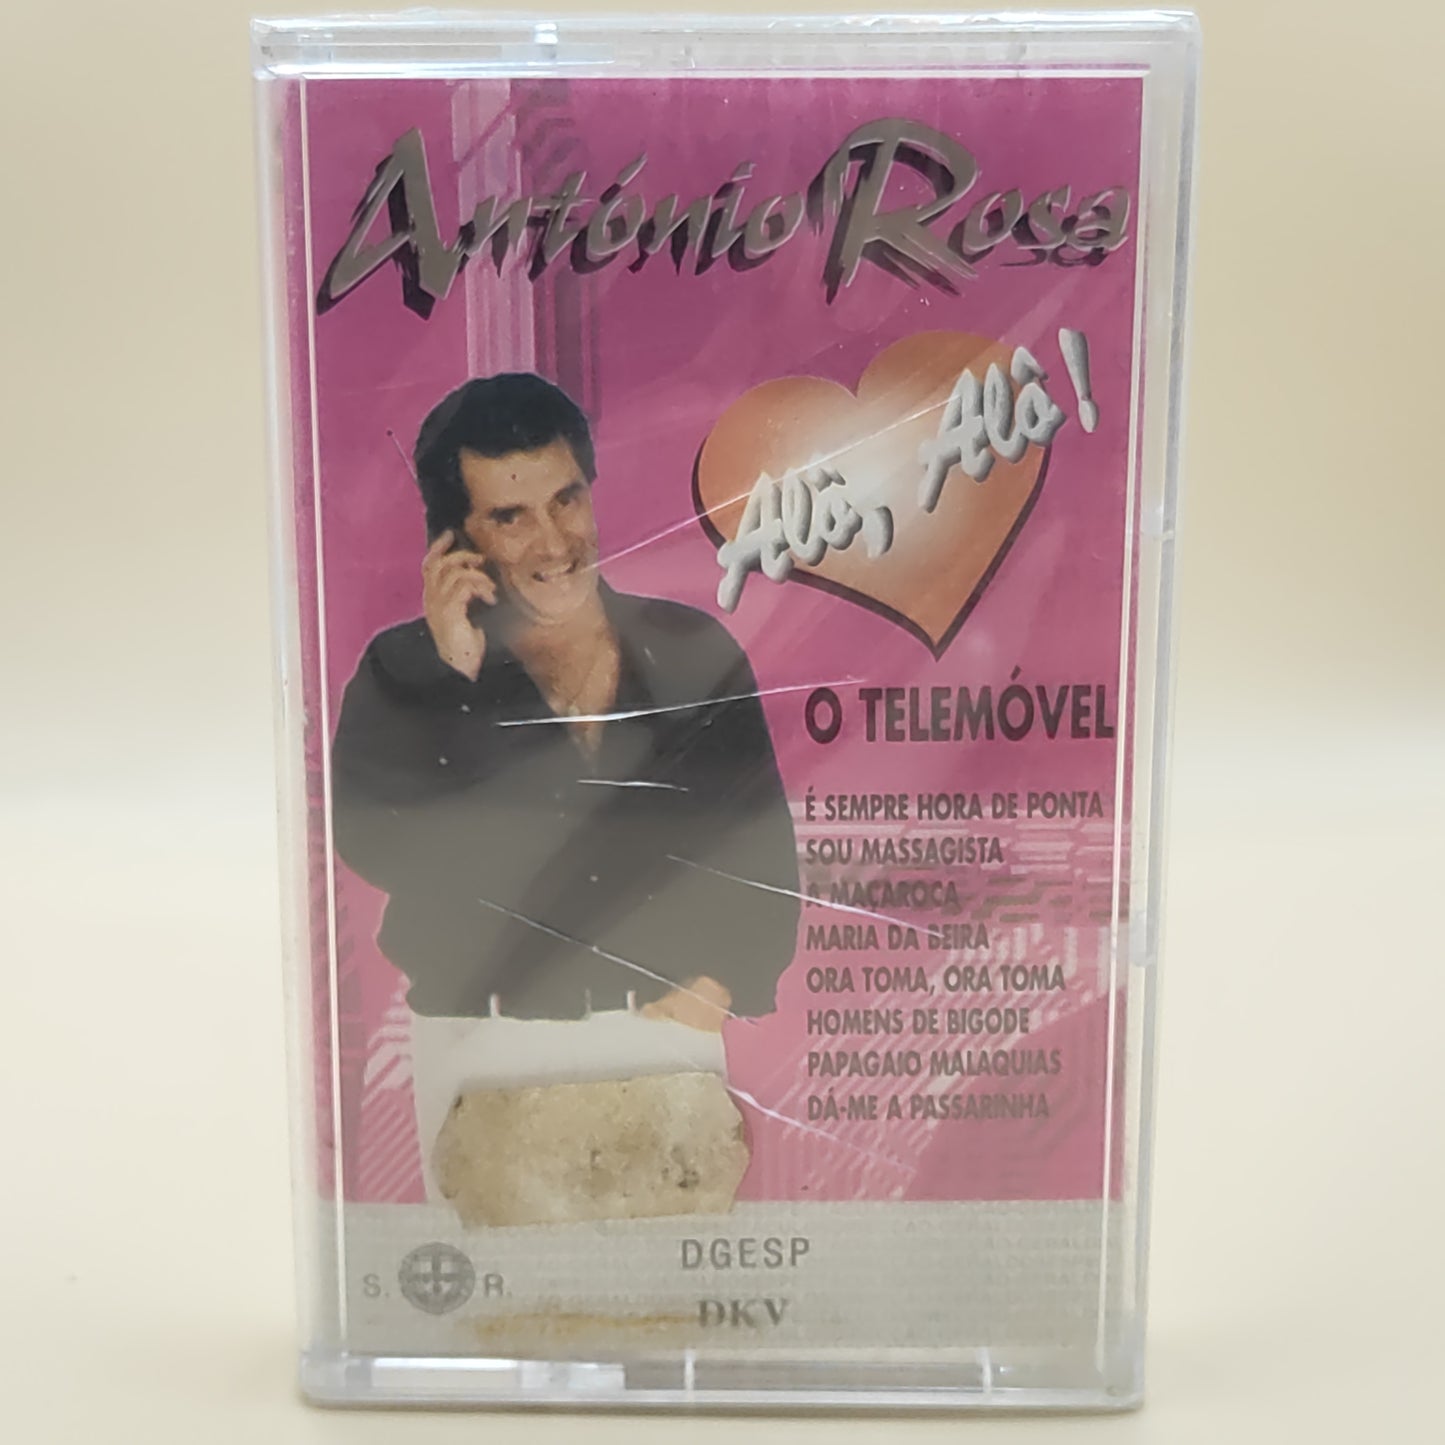 António Rosa
Alô, Alô!
O TELEMÓVEL
É SEMPRE HORA DE PONTA
SOU MASSAGISTA
A MAÇAROCA
MARIA DA BEIRA
ORA TOMA, ORA TOMA
HOMENS DE BIGODE
PAPAGAIO MALAQUIAS
DÁ-ME A PASSARINHA
DGESP
S. R.
DKV